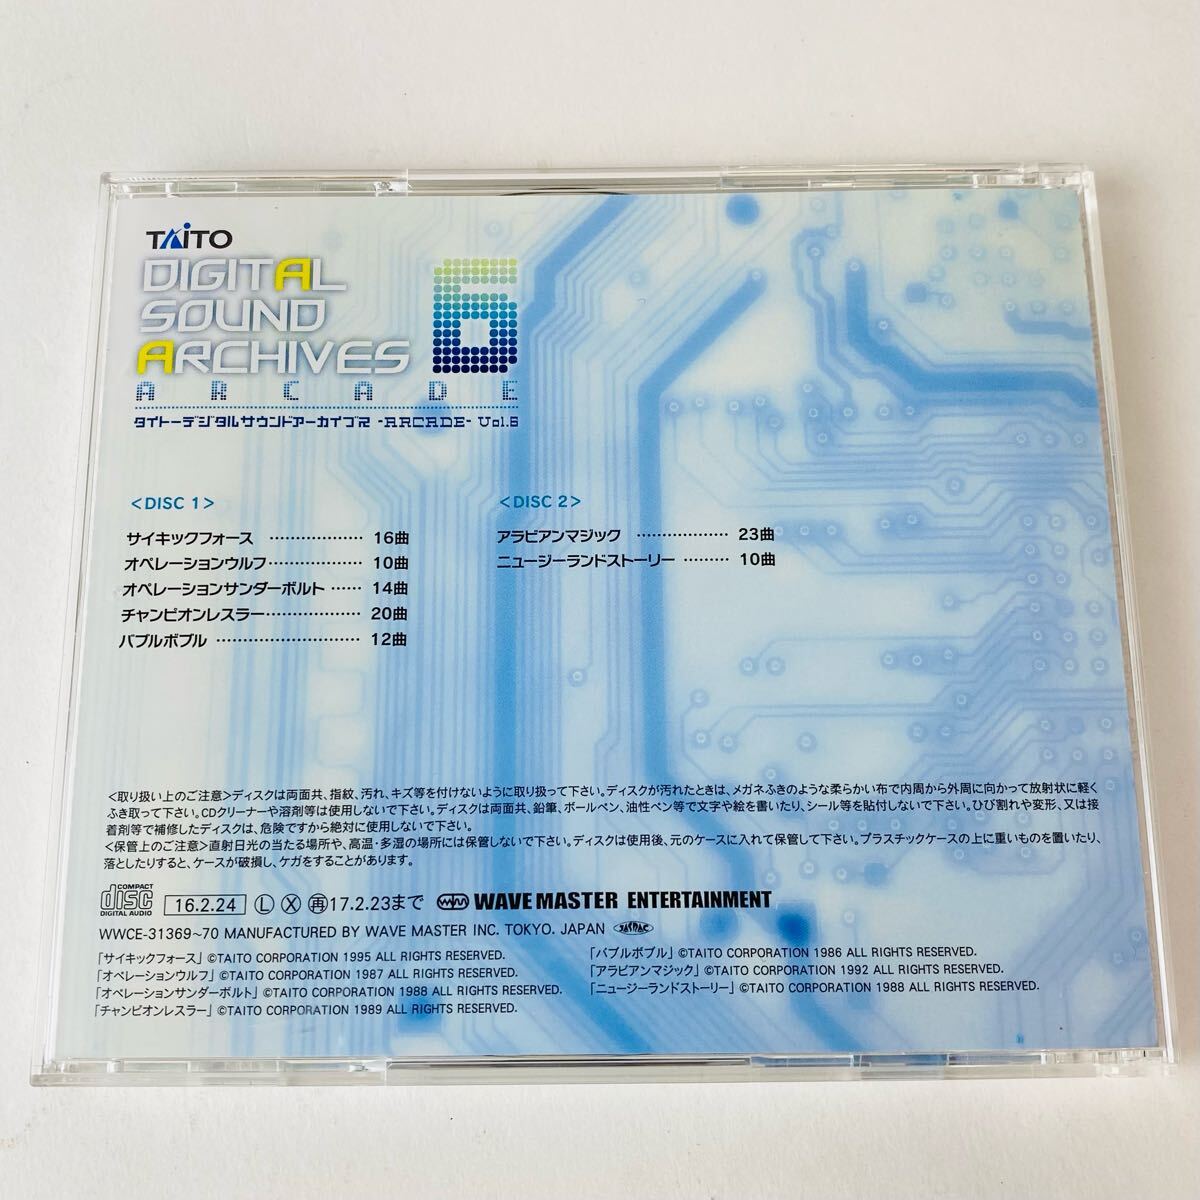 TAITO
DIGITAL
SOUND
ARCHIVES 6
ARCADE
タイトーデジタルサウンドアーカイブス -ARCADE- Vol.6
<DISC 1>
サイキックフォース ………………… 16曲
オペレーションウルフ………………… 10曲
オペレーションサンダーボルト …… 14曲
チャンピオンレスラー………………… 20曲
バブルボブル ………………………… 12曲
<DISC 2>
アラビアンマジック ………………… 23曲
ニュージーランドストーリー ……… 10曲
<取り扱い上のご注意>ディスクは両面共、指紋、汚れ、キズ等を付けないように取り扱って下さい。ディスクが汚れたときは、メガネふきのような柔らかい布で内周から外周に向かって放射状に軽く
ふき取って下さい。CDクリーナーや溶剤等は使用しないで下さい。ディスクは両面共、鉛筆、ボールペン、油性ペン等で文字や絵を書いたり、シール等を貼付しないで下さい。ひび割れや変形、又は接
着剤等で補修したディスクは、危険ですから絶対に使用しないで下さい。
<保管上のご注意>直射日光の当たる場所や、高温・多湿の場所には保管しないで下さい。ディスクは使用後、元のケースに入れて保管して下さい。プラスチックケースの上に重いものを置いたり、
落としたりすると、ケースが破損し、ケガをすることがあります。
COMPACT
disc
DIGITAL AUDIO
16.2.24 Ⓛ Ⓧ 再17.2.23まで WAVE MASTER ENTERTAINMENT
WWCE-31369~70 MANUFACTURED BY WAVE MASTER INC. TOKYO. JAPAN JASRAC
「サイキックフォース」©TAITO CORPORATION 1995 ALL RIGHTS RESERVED.
「オペレーションウルフ」©TAITO CORPORATION 1987 ALL RIGHTS RESERVED.
「オペレーションサンダーボルト」©TAITO CORPORATION 1988 ALL RIGHTS RESERVED.
「チャンピオンレスラー」©TAITO CORPORATION 1989 ALL RIGHTS RESERVED.
「バブルボブル」©TAITO CORPORATION 1986 ALL RIGHTS RESERVED.
「アラビアンマジック」©TAITO CORPORATION 1992 ALL RIGHTS RESERVED.
「ニュージーランドストーリー」©TAITO CORPORATION 1988 ALL RIGHTS RESERVED.